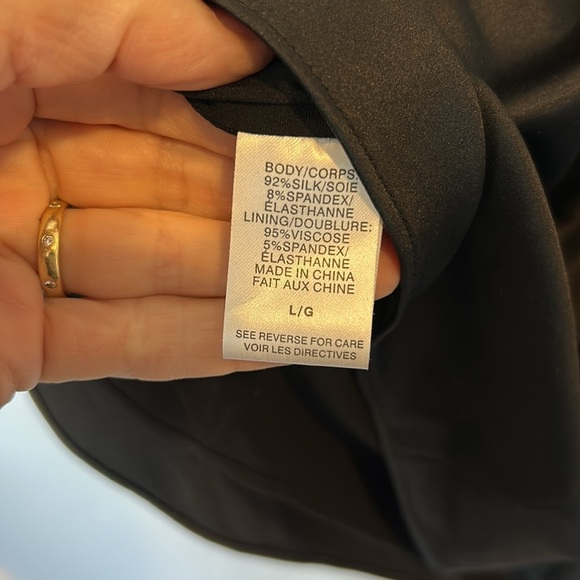 BODY/CORPS:
92%SILK/SOIE
8%SPANDEX/
ÉLASTHANNE
LINING/DOUBLURE:
95%VISCOSE
5%SPANDEX/
ÉLASTHANNE
MADE IN CHINA
FAIT AUX CHINE
L/G
SEE REVERSE FOR CARE
VOIR LES DIRECTIVES